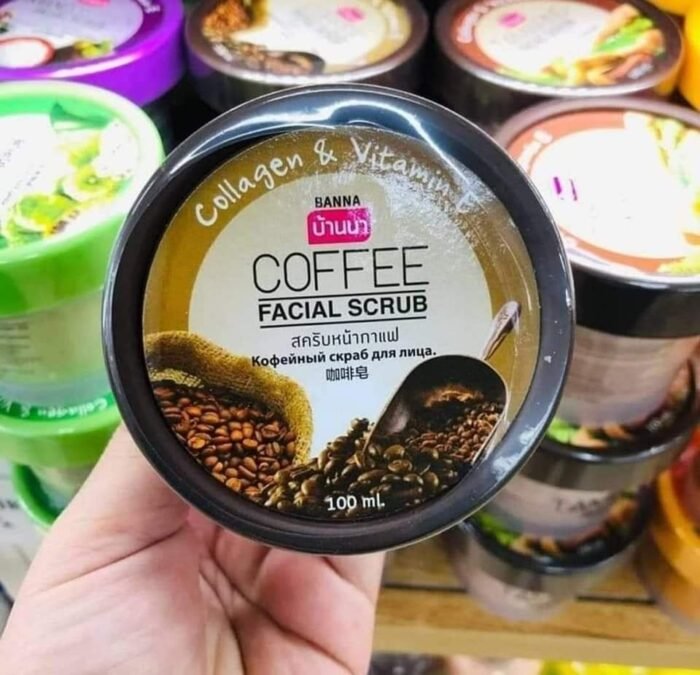 Collagen & Vitamin E
BANNA
บ้านนา
COFFEE
FACIAL SCRUB
สครับหน้ากาแฟ
Кофейный скраб для лица.
咖啡皂
100 ml.